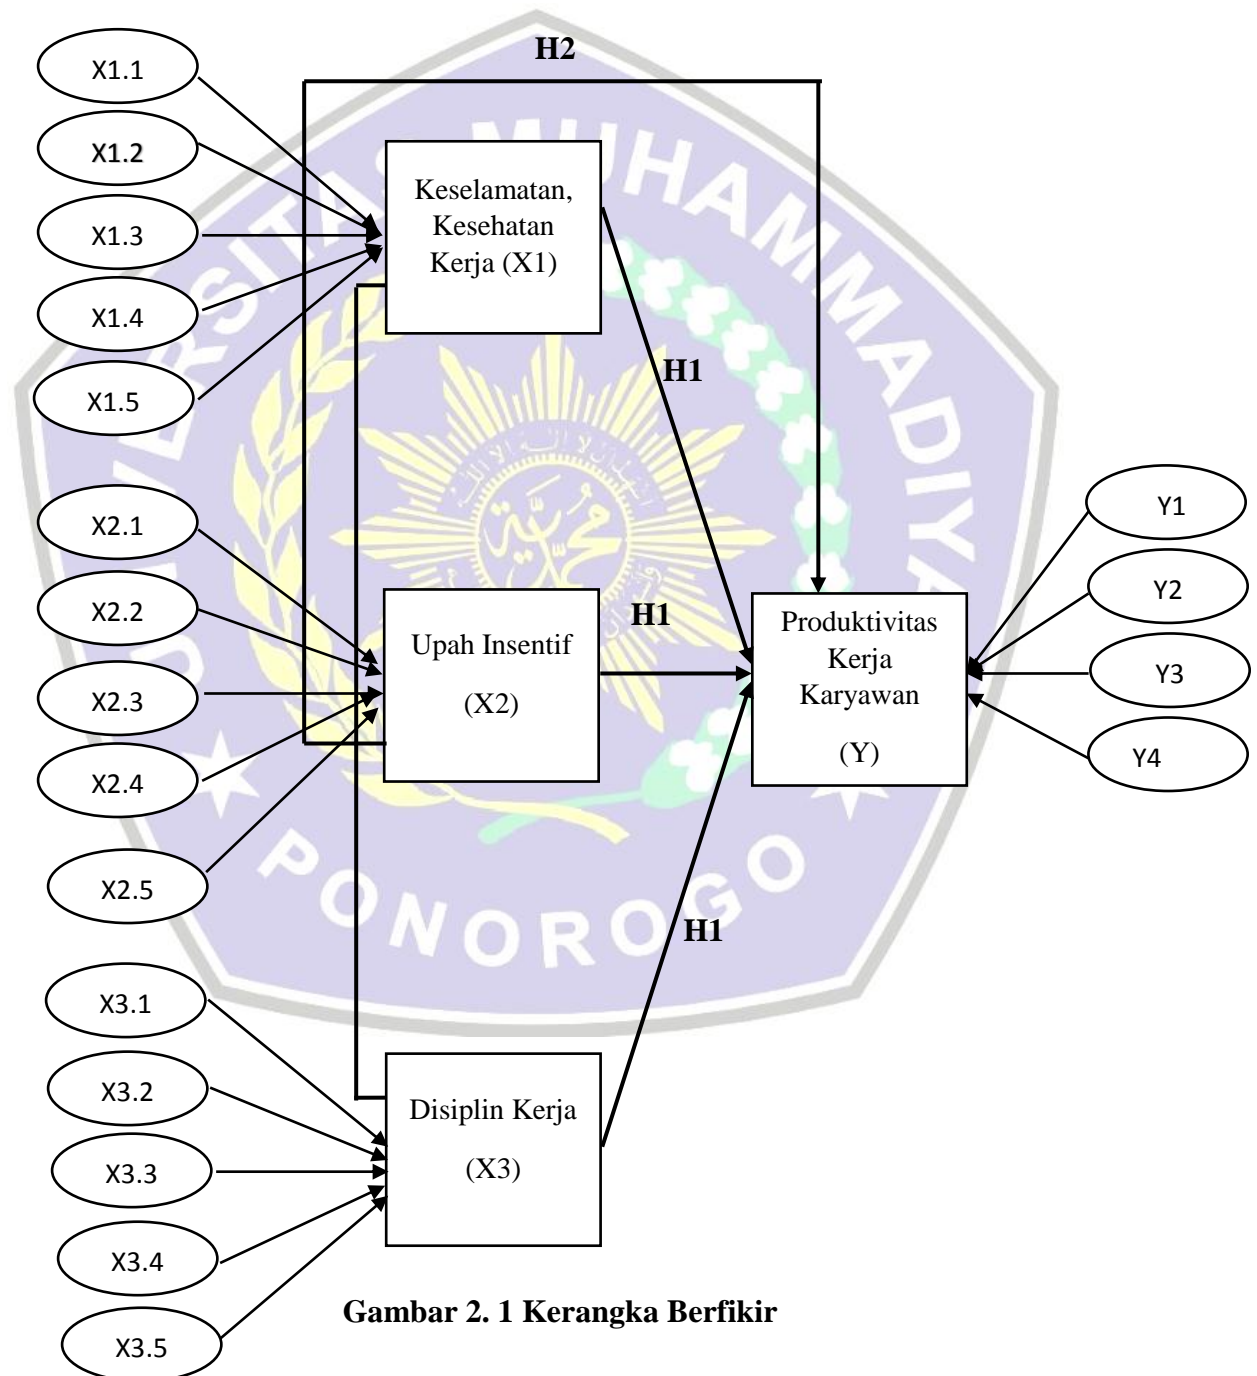 H2
X1.1
X1.2
X1.3
X1.4
X1.5
Keselamatan,
Kesehatan
Kerja (X1)
H1
X2.1
X2.2
X2.3
X2.4
X2.5
Upah Insentif
(X2)
H1
Produktivitas
Kerja
Karyawan
(Y)
Y1
Y2
Y3
Y4
X3.1
X3.2
X3.3
X3.4
X3.5
Disiplin Kerja
(X3)
H1
MUHAMMADIYA
PONOROGO
محمدية
Gambar 2. 1 Kerangka Berfikir